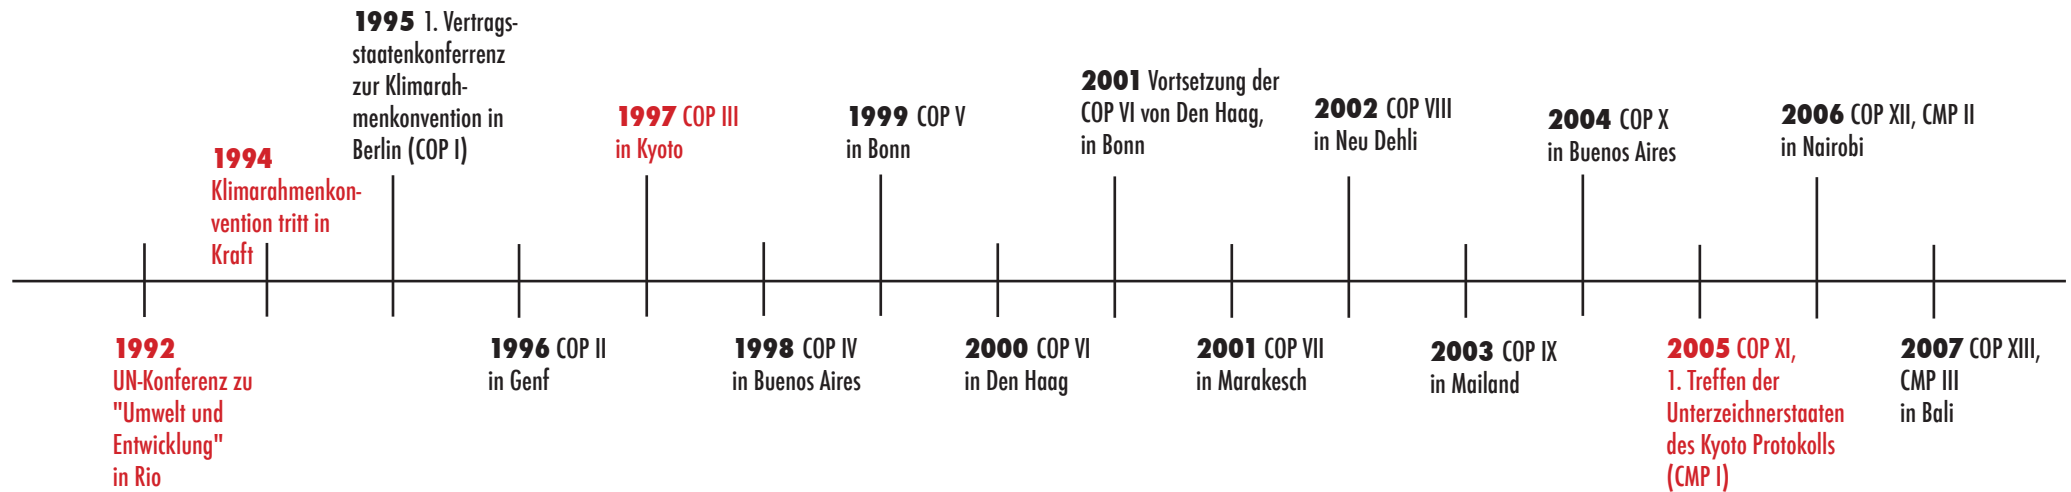 1992
UN-Konferenz zu
"Umwelt und
Entwicklung"
in Rio
1994
Klimarahmenkon-
vention tritt in
Kraft
1995 1. Vertrags-
staatenkonferrenz
zur Klimarah-
menkonvention in
Berlin (COP I)
1996 COP II
in Genf
1997 COP III
in Kyoto
1998 COP IV
in Buenos Aires
1999 COP V
in Bonn
2000 COP VI
in Den Haag
2001 Vortsetzung der
COP VI von Den Haag,
in Bonn
2001 COP VII
in Marakesch
2002 COP VIII
in Neu Dehli
2003 COP IX
in Mailand
2004 COP X
in Buenos Aires
2005 COP XI,
1. Treffen der
Unterzeichnerstaaten
des Kyoto Protokolls
(CMP I)
2006 COP XII, CMP II
in Nairobi
2007 COP XIII,
CMP III
in Bali